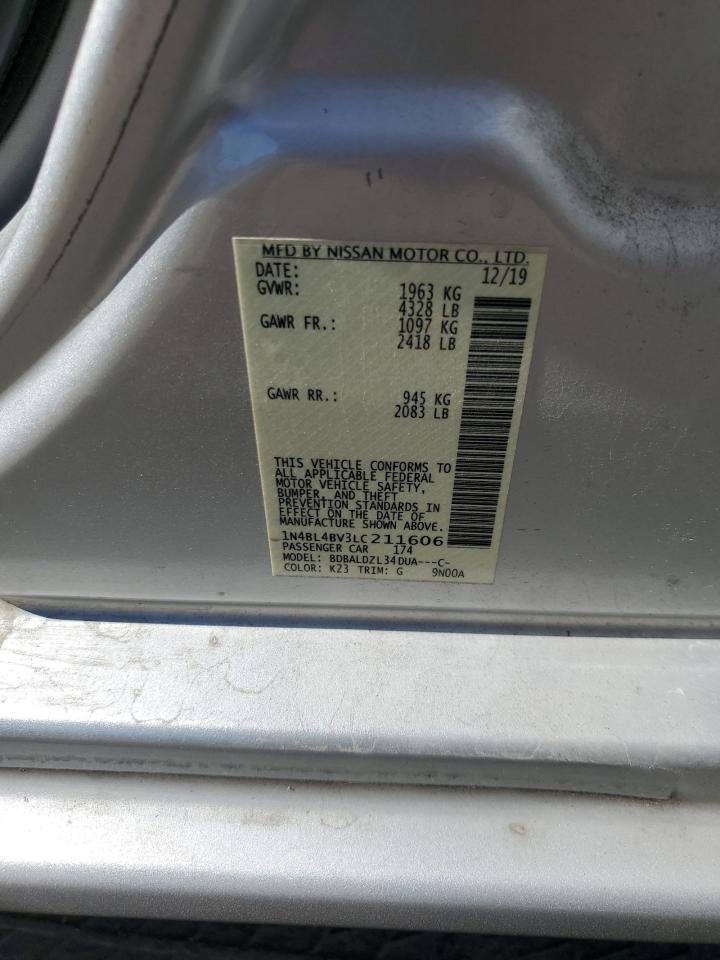 MFD BY NISSAN MOTOR CO., LTD.
DATE: 12/19
GVWR: 1963 KG
4328 LB
GAWR FR.: 1097 KG
2418 LB
GAWR RR.: 945 KG
2083 LB
THIS VEHICLE CONFORMS TO
ALL APPLICABLE FEDERAL
MOTOR VEHICLE SAFETY,
BUMPER, AND THEFT
PREVENTION STANDARDS IN
EFFECT ON THE DATE OF
MANUFACTURE SHOWN ABOVE.
1N4BL4BV3LC211606
PASSENGER CAR 174
MODEL: BDBALDZL34DUA---C-
COLOR: K23 TRIM: G 9N00A